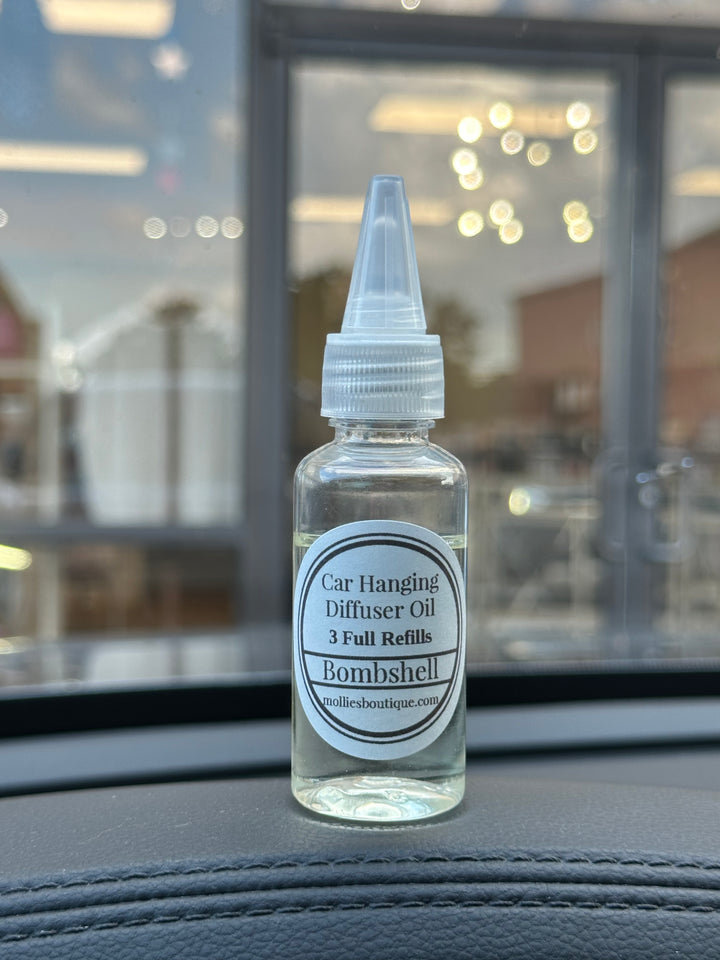 Car Hanging
Diffuser Oil
3 Full Refills
Bombshell
molliesboutique.com